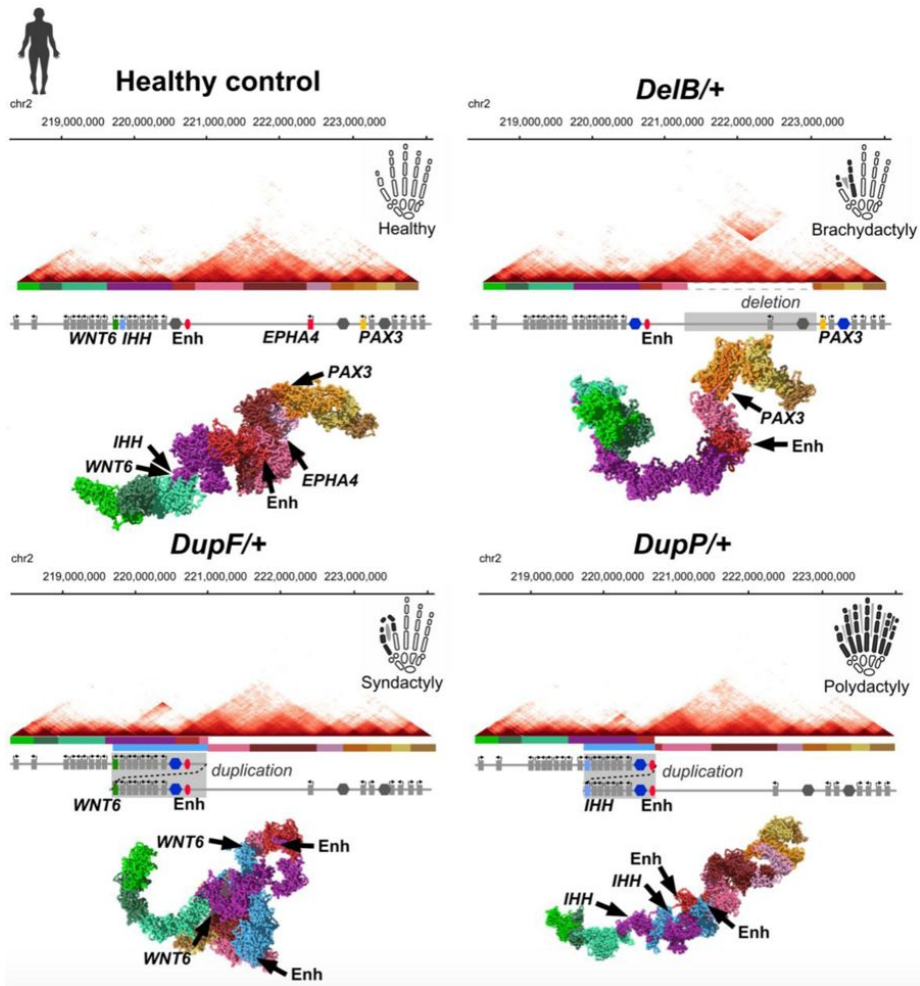 Healthy control
chr2
219,000,000 220,000,000 221,000,000 222,000,000 223,000,000
Healthy
WNT6 IHH Enh EPHA4 PAX3
PAX3
IHH
WNT6
EPHA4
Enh
DelB/+
chr2
219,000,000 220,000,000 221,000,000 222,000,000 223,000,000
Brachydactyly
deletion
Enh PAX3
PAX3
Enh
DupF/+
chr2
219,000,000 220,000,000 221,000,000 222,000,000 223,000,000
Syndactyly
duplication
WNT6 Enh
WNT6
Enh
WNT6
Enh
DupP/+
chr2
219,000,000 220,000,000 221,000,000 222,000,000 223,000,000
Polydactyly
duplication
IHH Enh
Enh
IHH
IHH
Enh